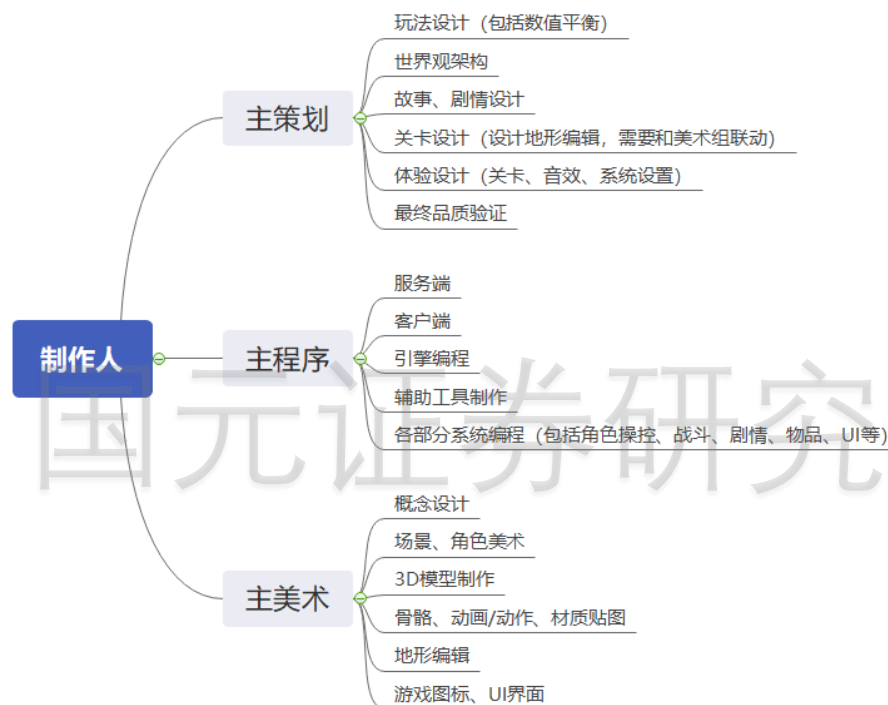 玩法设计（包括数值平衡）
世界观架构
故事、剧情设计
关卡设计（设计地形编辑，需要和美术组联动）
体验设计（关卡、音效、系统设置）
最终品质验证
主策划
服务端
客户端
引擎编程
辅助工具制作
各部分系统编程（包括角色操控、战斗、剧情、物品、UI等）
主程序
制作人
概念设计
场景、角色美术
3D模型制作
骨骼、动画/动作、材质贴图
地形编辑
游戏图标、UI界面
主美术
国元证券研究